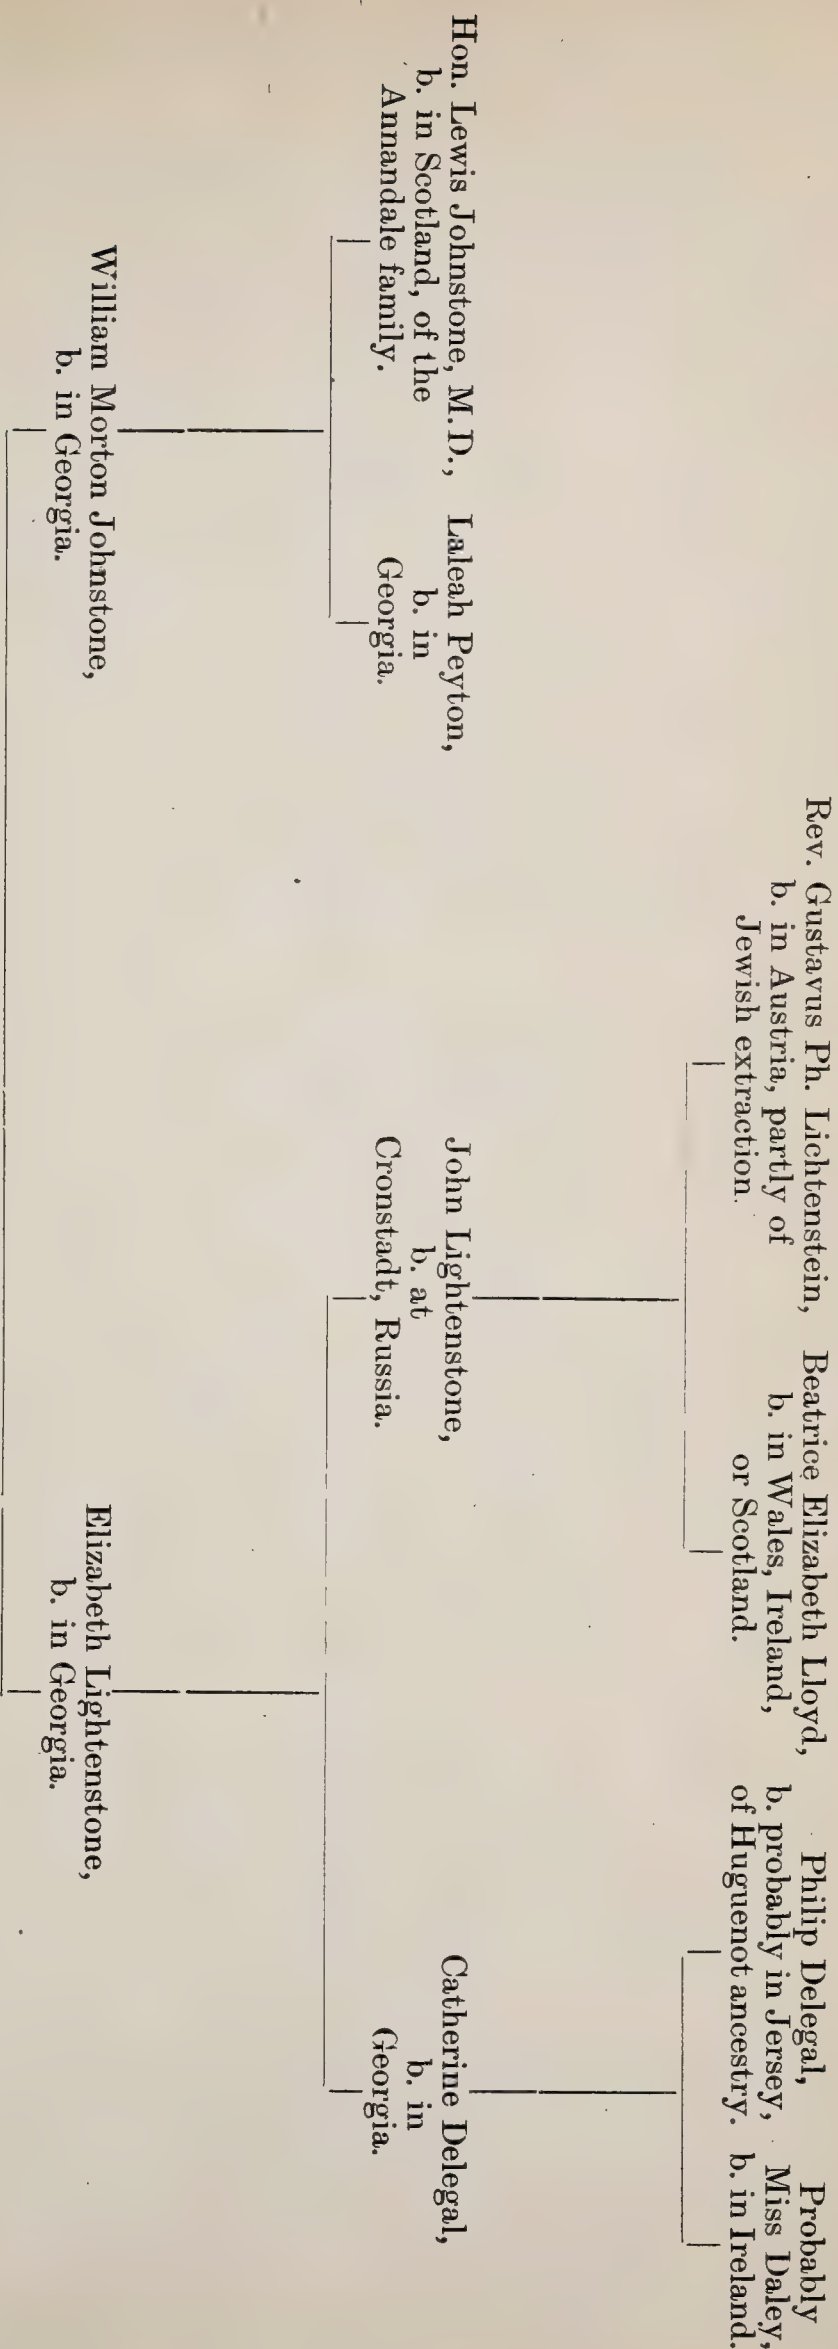 Rev. Gustavus Ph. Lichtenstein,
b. in Austria, partly of
Jewish extraction.
Beatrice Elizabeth Lloyd,
b. in Wales, Ireland,
or Scotland.
Philip Delegal,
b. probably in Jersey,
of Huguenot ancestry.
Probably
Miss Daley,
b. in Ireland.
Hon. Lewis Johnstone, M.D.,
b. in Scotland, of the
Annandale family.
Laleah Peyton,
b. in
Georgia.
John Lightenstone,
b. at
Cronstadt, Russia.
Catherine Delegal,
b. in
Georgia.
William Morton Johnstone,
b. in Georgia.
Elizabeth Lightenstone,
b. in Georgia.